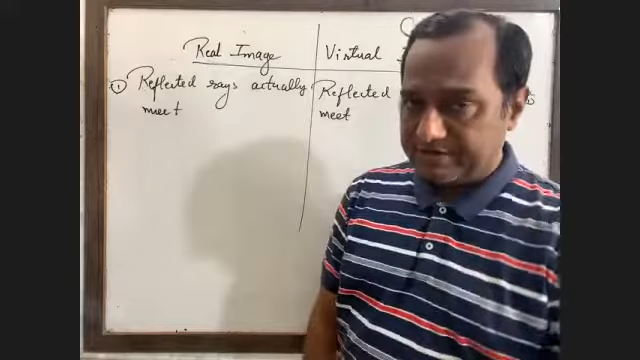 Real Image
Virtual
① Reflected rays actually
meet
Reflected
meet